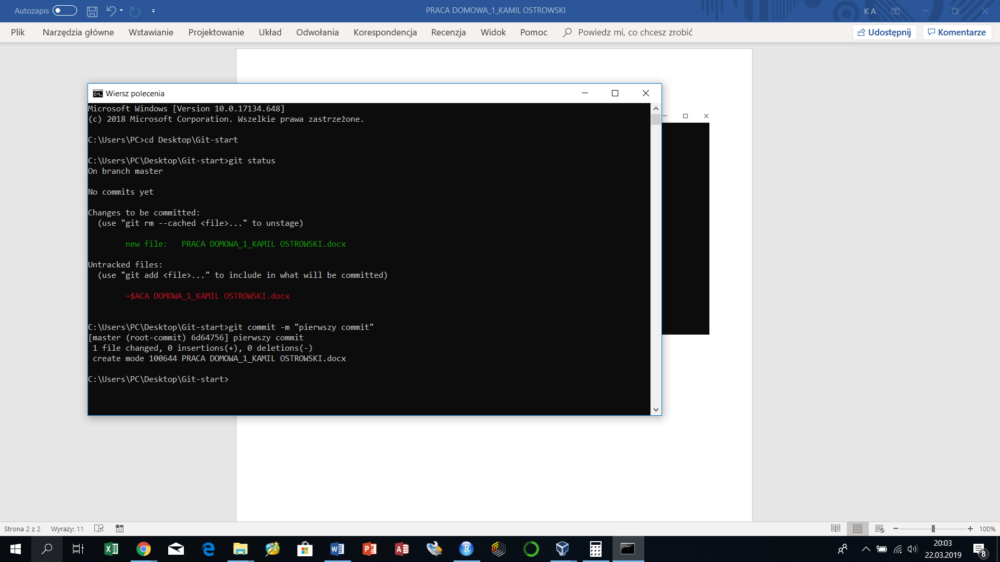 Autozapis
PRACA DOMOWA_1_KAMIL OSTROWSKI
K A
Plik Narzędzia główne Wstawianie Projektowanie Układ Odwołania Korespondencja Recenzja Widok Pomoc Powiedz mi, co chcesz zrobić Udostępnij Komentarze
Wiersz polecenia
Microsoft Windows [Version 10.0.17134.648]
(c) 2018 Microsoft Corporation. Wszelkie prawa zastrzeżone.
C:\Users\PC>cd Desktop\Git-start
C:\Users\PC\Desktop\Git-start>git status
On branch master
No commits yet
Changes to be committed:
(use "git rm --cached <file>..." to unstage)
new file:   PRACA DOMOWA_1_KAMIL OSTROWSKI.docx
Untracked files:
(use "git add <file>..." to include in what will be committed)
~$ACA DOMOWA_1_KAMIL OSTROWSKI.docx
C:\Users\PC\Desktop\Git-start>git commit -m "pierwszy commit"
[master (root-commit) 6d64756] pierwszy commit
1 file changed, 0 insertions(+), 0 deletions(-)
create mode 100644 PRACA DOMOWA_1_KAMIL OSTROWSKI.docx
C:\Users\PC\Desktop\Git-start>
Strona 2 z 2 Wyrazy: 11 100%
20:03
22.03.2019
8